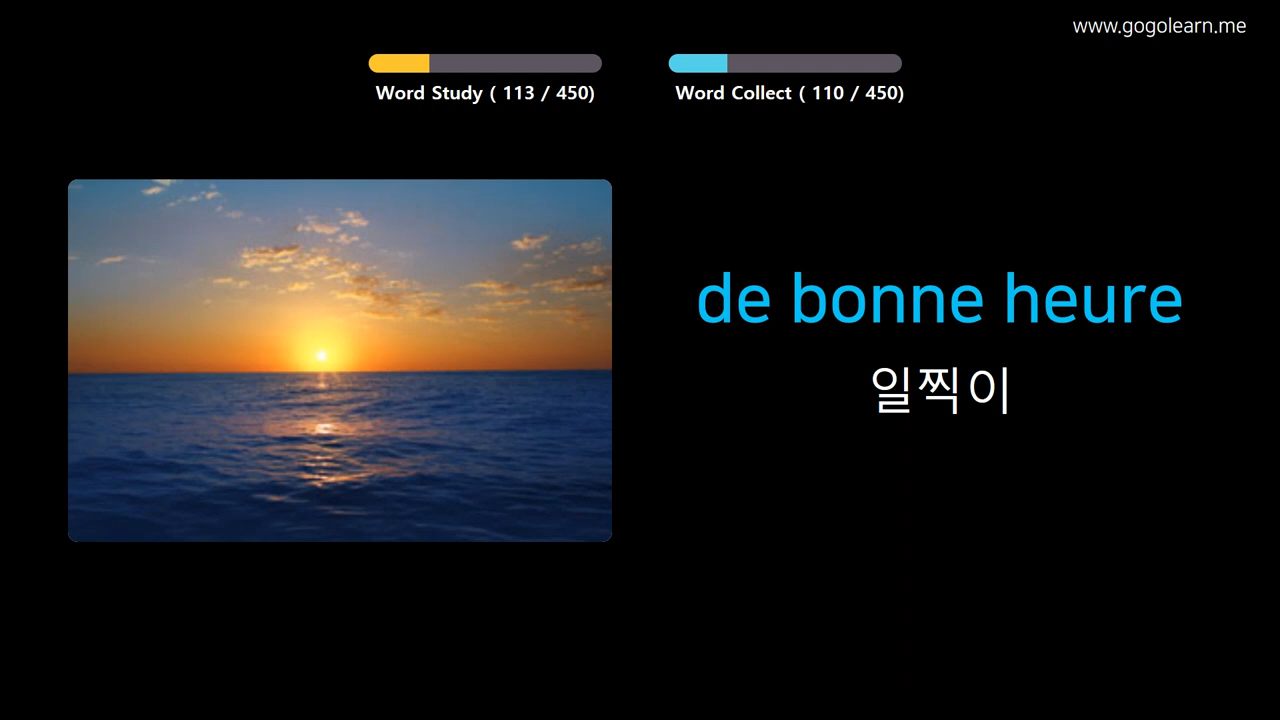 www.gogolearn.me
Word Study ( 113 / 450)
Word Collect ( 110 / 450)
de bonne heure
일찍이